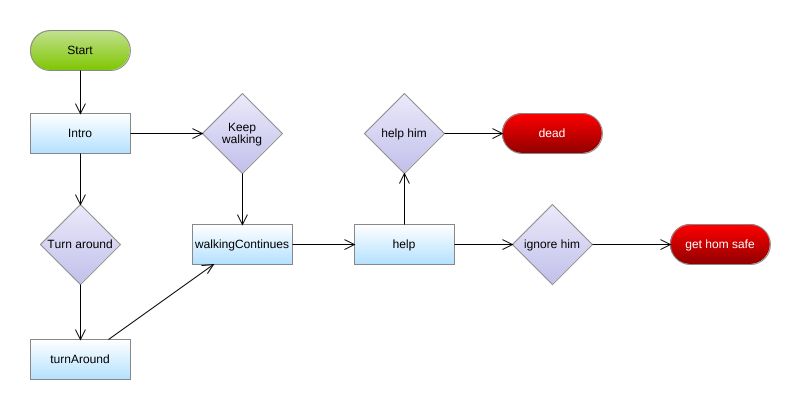 Start
Intro
Keep
walking
help him
dead
Turn around
walkingContinues
help
ignore him
get hom safe
turnAround